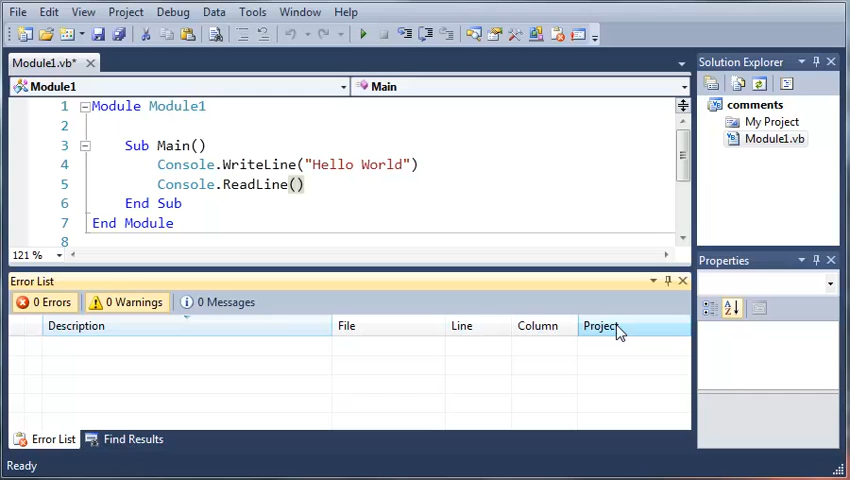 File Edit View Project Debug Data Tools Window Help
Module1.vb*
Solution Explorer
Module1 Main
1 Module Module1
2
3 Sub Main()
4 Console.WriteLine("Hello World")
5 Console.ReadLine()
6 End Sub
7 End Module
8
121 %
comments
My Project
Module1.vb
Properties
Error List
0 Errors 0 Warnings 0 Messages
Description File Line Column Project
Error List Find Results
Ready